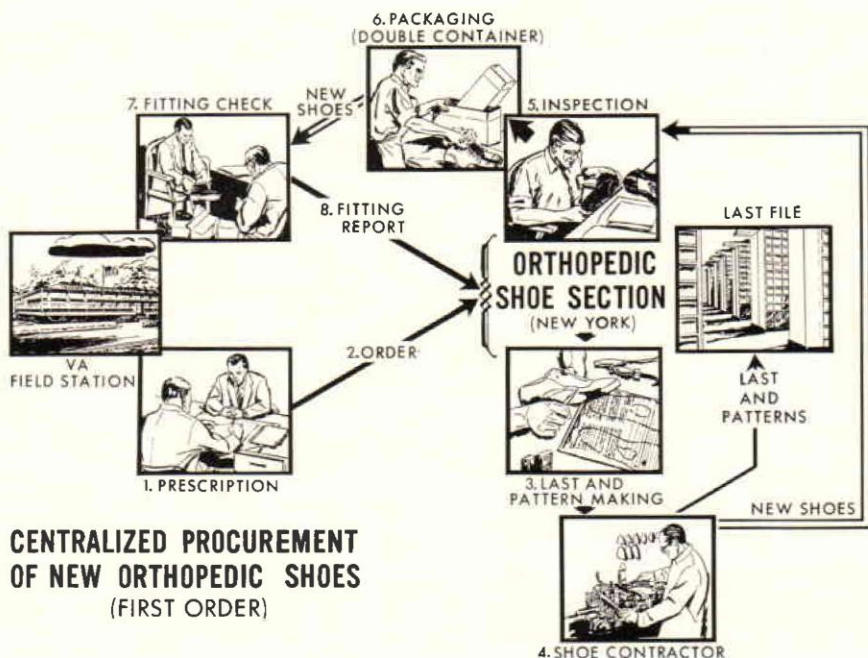 6. PACKAGING
(DOUBLE CONTAINER)
NEW
SHOES
7. FITTING CHECK
5. INSPECTION
8. FITTING
REPORT
LAST FILE
ORTHOPEDIC
SHOE SECTION
(NEW YORK)
VA
FIELD STATION
2. ORDER
LAST
AND
PATTERNS
1. PRESCRIPTION
3. LAST AND
PATTERN MAKING
NEW SHOES
CENTRALIZED PROCUREMENT
OF NEW ORTHOPEDIC SHOES
(FIRST ORDER)
4. SHOE CONTRACTOR